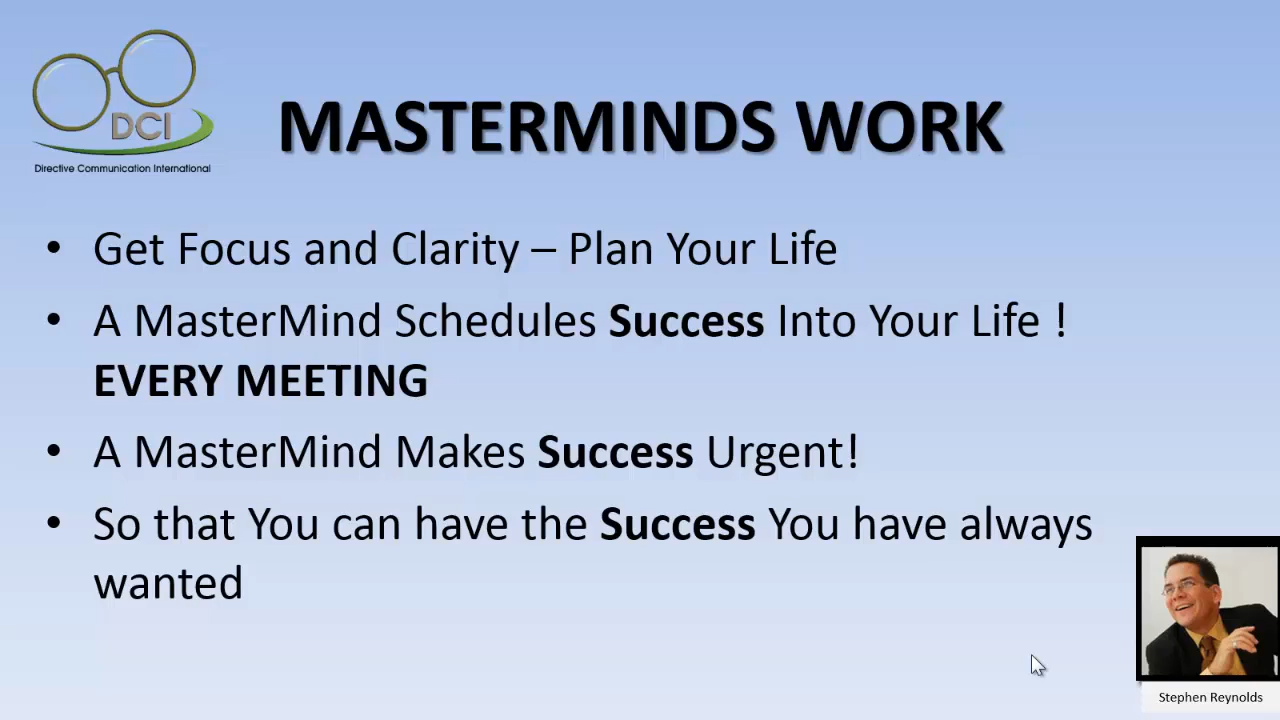 DCI
Directive Communication International
MASTERMINDS WORK
• Get Focus and Clarity – Plan Your Life
• A MasterMind Schedules Success Into Your Life !
EVERY MEETING
• A MasterMind Makes Success Urgent!
• So that You can have the Success You have always
wanted
Stephen Reynolds